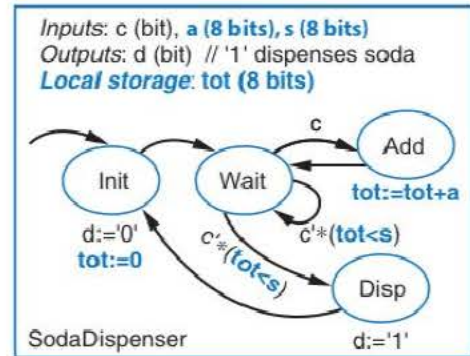 Inputs: c (bit), a (8 bits), s (8 bits)
Outputs: d (bit) // '1' dispenses soda
Local storage: tot (8 bits)
c
Add
Init
Wait
tot:=tot+a
d:='0'
tot:=0
c'*(tot<s)
c'*(tot<s)
Disp
SodaDispenser
d:='1'